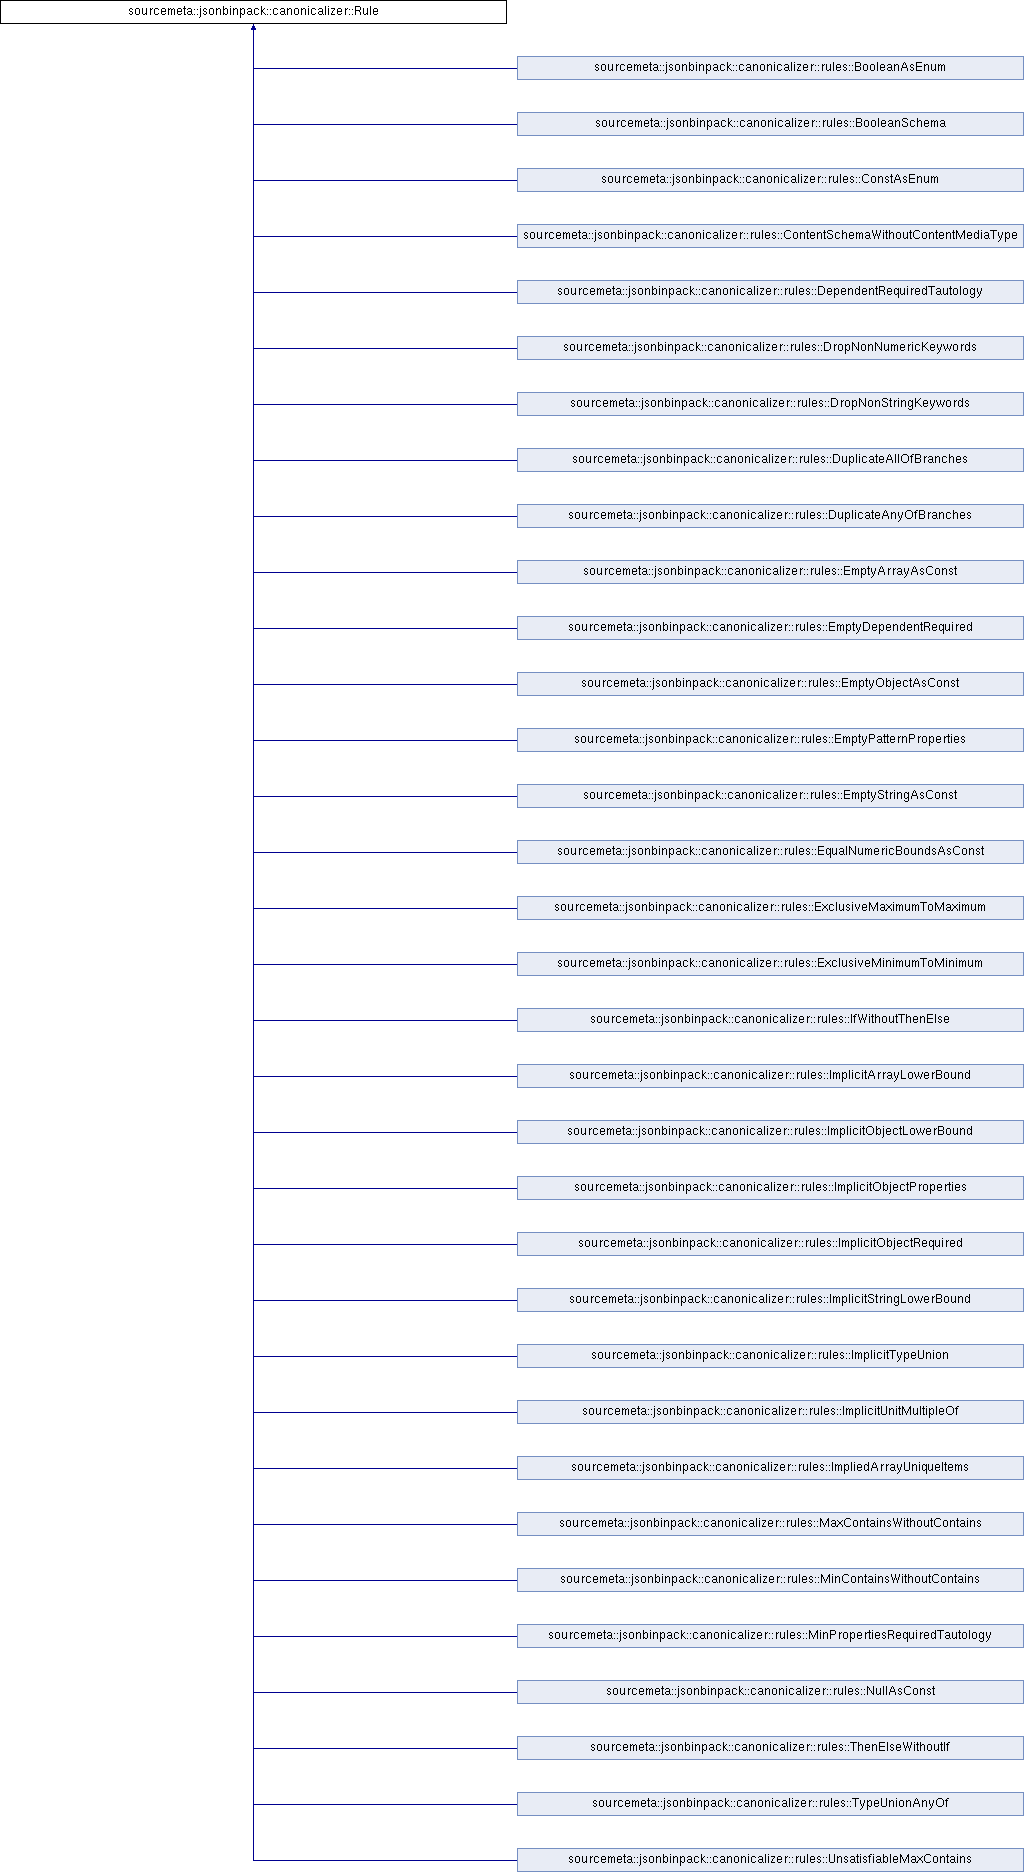 sourcemeta::jsonbinpack::canonicalizer::Rule
sourcemeta::jsonbinpack::canonicalizer::rules::BooleanAsEnum
sourcemeta::jsonbinpack::canonicalizer::rules::BooleanSchema
sourcemeta::jsonbinpack::canonicalizer::rules::ConstAsEnum
sourcemeta::jsonbinpack::canonicalizer::rules::ContentSchemaWithoutContentMediaType
sourcemeta::jsonbinpack::canonicalizer::rules::DependentRequiredTautology
sourcemeta::jsonbinpack::canonicalizer::rules::DropNonNumericKeywords
sourcemeta::jsonbinpack::canonicalizer::rules::DropNonStringKeywords
sourcemeta::jsonbinpack::canonicalizer::rules::DuplicateAllOfBranches
sourcemeta::jsonbinpack::canonicalizer::rules::DuplicateAnyOfBranches
sourcemeta::jsonbinpack::canonicalizer::rules::EmptyArrayAsConst
sourcemeta::jsonbinpack::canonicalizer::rules::EmptyDependentRequired
sourcemeta::jsonbinpack::canonicalizer::rules::EmptyObjectAsConst
sourcemeta::jsonbinpack::canonicalizer::rules::EmptyPatternProperties
sourcemeta::jsonbinpack::canonicalizer::rules::EmptyStringAsConst
sourcemeta::jsonbinpack::canonicalizer::rules::EqualNumericBoundsAsConst
sourcemeta::jsonbinpack::canonicalizer::rules::ExclusiveMaximumToMaximum
sourcemeta::jsonbinpack::canonicalizer::rules::ExclusiveMinimumToMinimum
sourcemeta::jsonbinpack::canonicalizer::rules::IfWithoutThenElse
sourcemeta::jsonbinpack::canonicalizer::rules::ImplicitArrayLowerBound
sourcemeta::jsonbinpack::canonicalizer::rules::ImplicitObjectLowerBound
sourcemeta::jsonbinpack::canonicalizer::rules::ImplicitObjectProperties
sourcemeta::jsonbinpack::canonicalizer::rules::ImplicitObjectRequired
sourcemeta::jsonbinpack::canonicalizer::rules::ImplicitStringLowerBound
sourcemeta::jsonbinpack::canonicalizer::rules::ImplicitTypeUnion
sourcemeta::jsonbinpack::canonicalizer::rules::ImplicitUnitMultipleOf
sourcemeta::jsonbinpack::canonicalizer::rules::ImpliedArrayUniqueItems
sourcemeta::jsonbinpack::canonicalizer::rules::MaxContainsWithoutContains
sourcemeta::jsonbinpack::canonicalizer::rules::MinContainsWithoutContains
sourcemeta::jsonbinpack::canonicalizer::rules::MinPropertiesRequiredTautology
sourcemeta::jsonbinpack::canonicalizer::rules::NullAsConst
sourcemeta::jsonbinpack::canonicalizer::rules::ThenElseWithoutIf
sourcemeta::jsonbinpack::canonicalizer::rules::TypeUnionAnyOf
sourcemeta::jsonbinpack::canonicalizer::rules::UnsatisfiableMaxContains